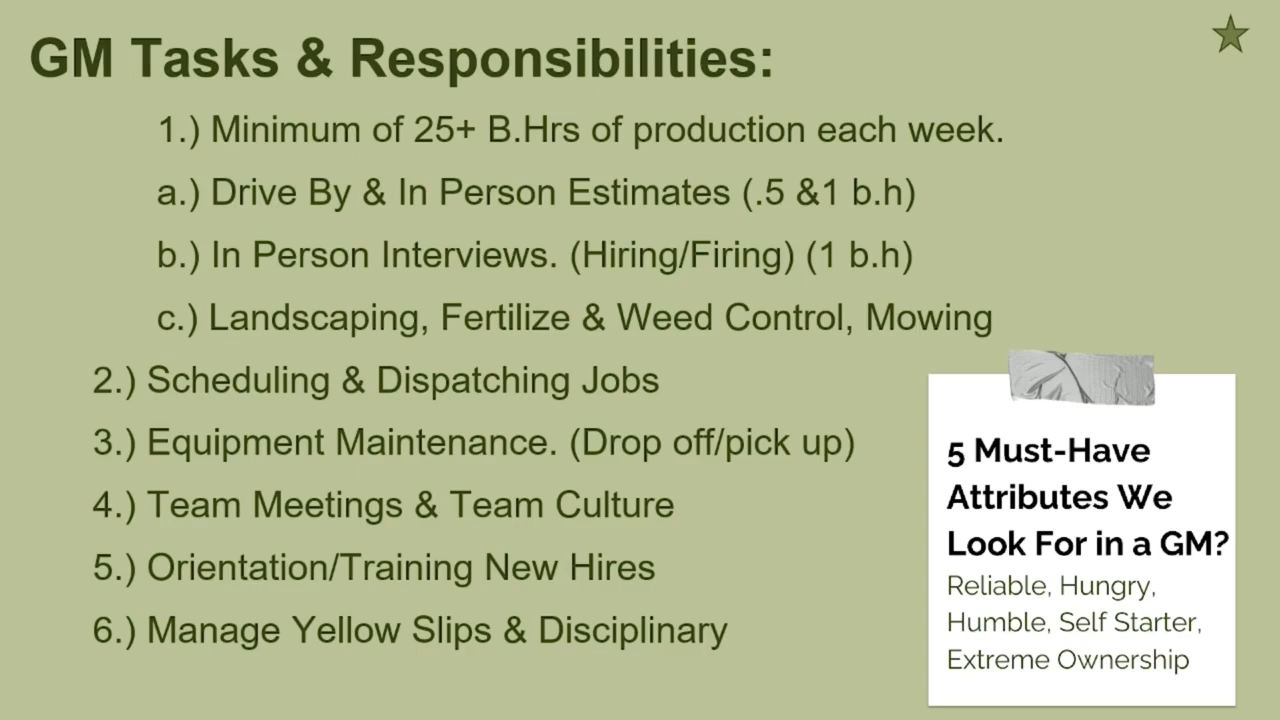 GM Tasks & Responsibilities:
1.) Minimum of 25+ B.Hrs of production each week.
a.) Drive By & In Person Estimates (.5 &1 b.h)
b.) In Person Interviews. (Hiring/Firing) (1 b.h)
c.) Landscaping, Fertilize & Weed Control, Mowing
2.) Scheduling & Dispatching Jobs
3.) Equipment Maintenance. (Drop off/pick up)
4.) Team Meetings & Team Culture
5.) Orientation/Training New Hires
6.) Manage Yellow Slips & Disciplinary
5 Must-Have
Attributes We
Look For in a GM?
Reliable, Hungry,
Humble, Self Starter,
Extreme Ownership